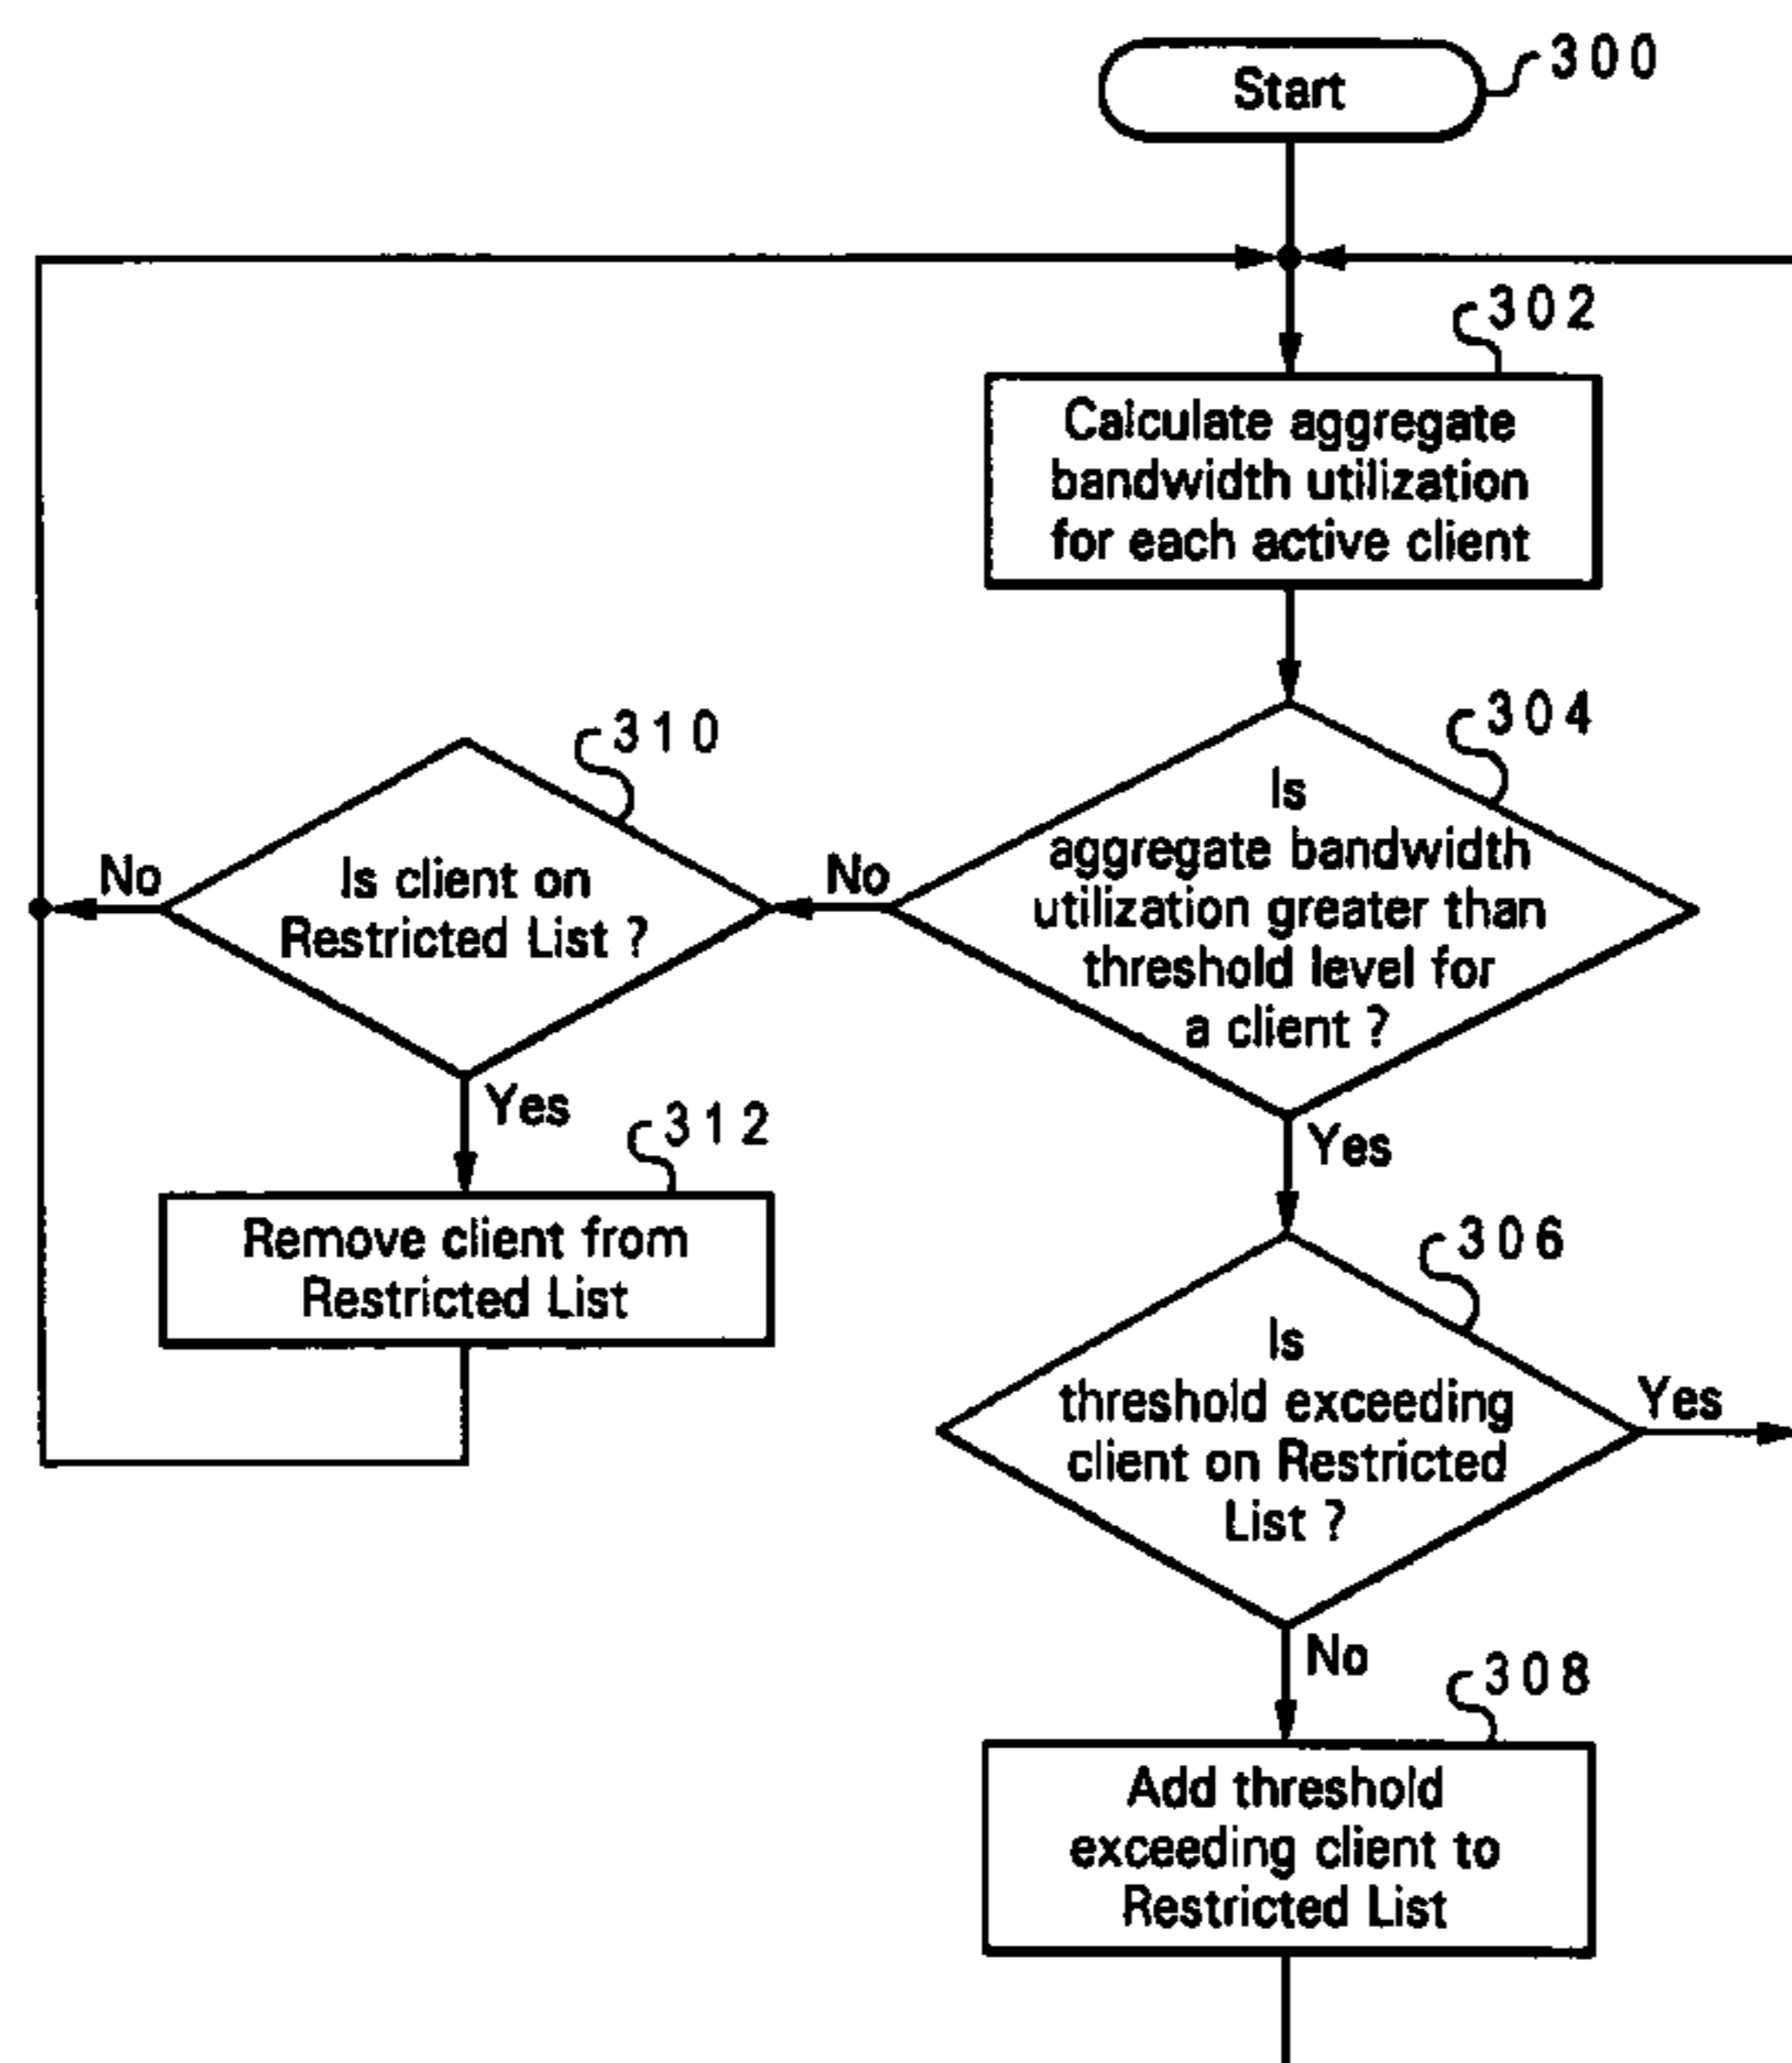 Start
300
302
Calculate aggregate
bandwidth utilization
for each active client
304
Is
aggregate bandwidth
utilization greater than
threshold level for
a client ?
No
Yes
310
Is client on
Restricted List ?
No
Yes
312
Remove client from
Restricted List
306
Is
threshold exceeding
client on Restricted
List ?
Yes
No
308
Add threshold
exceeding client to
Restricted List